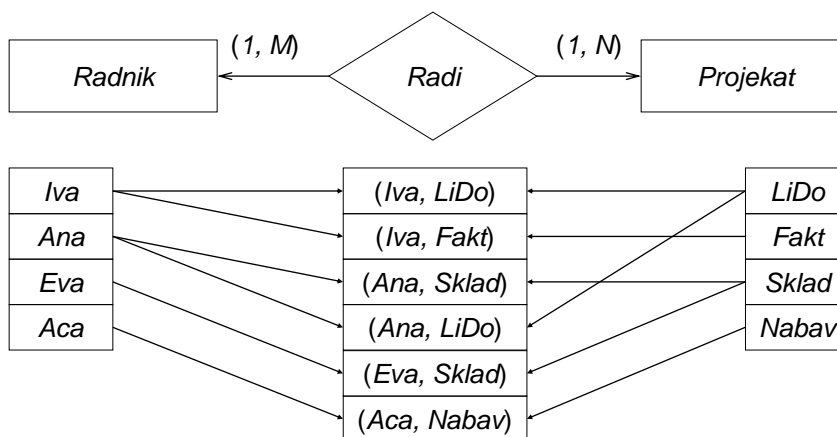 (1, M) (1, N)
Radnik Radi Projekat
Iva (Iva, LiDo) LiDo
Ana (Iva, Fakt) Fakt
Eva (Ana, Sklad) Sklad
Aca (Ana, LiDo) Nabav
(Eva, Sklad)
(Aca, Nabav)